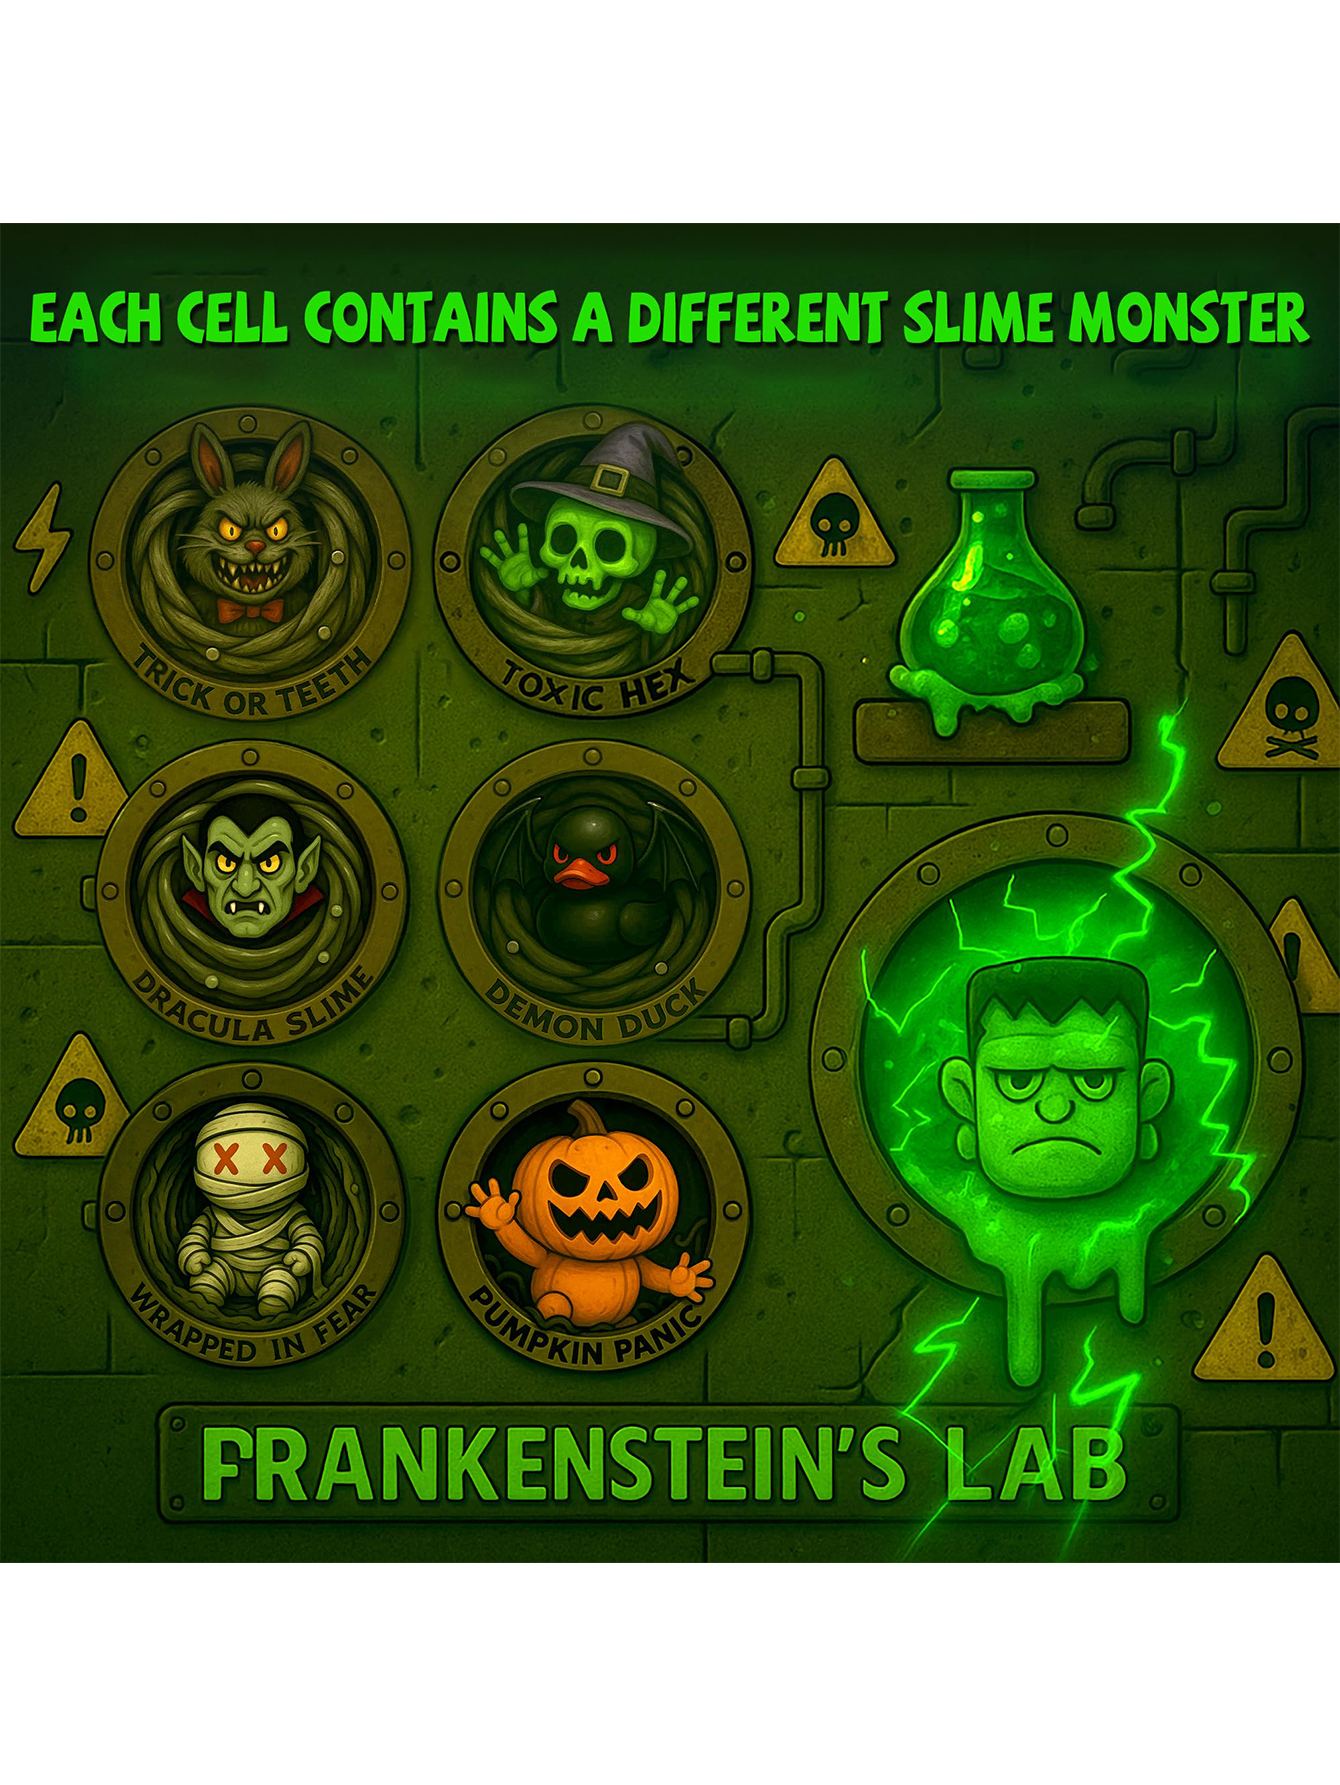 EACH CELL CONTAINS A DIFFERENT SLIME MONSTER
TRICK OR TEETH
TOXIC HEX
DRACULA SLIME
DEMON DUCK
WRAPPED IN FEAR
PUMPKIN PANIC
FRANKENSTEIN'S LAB